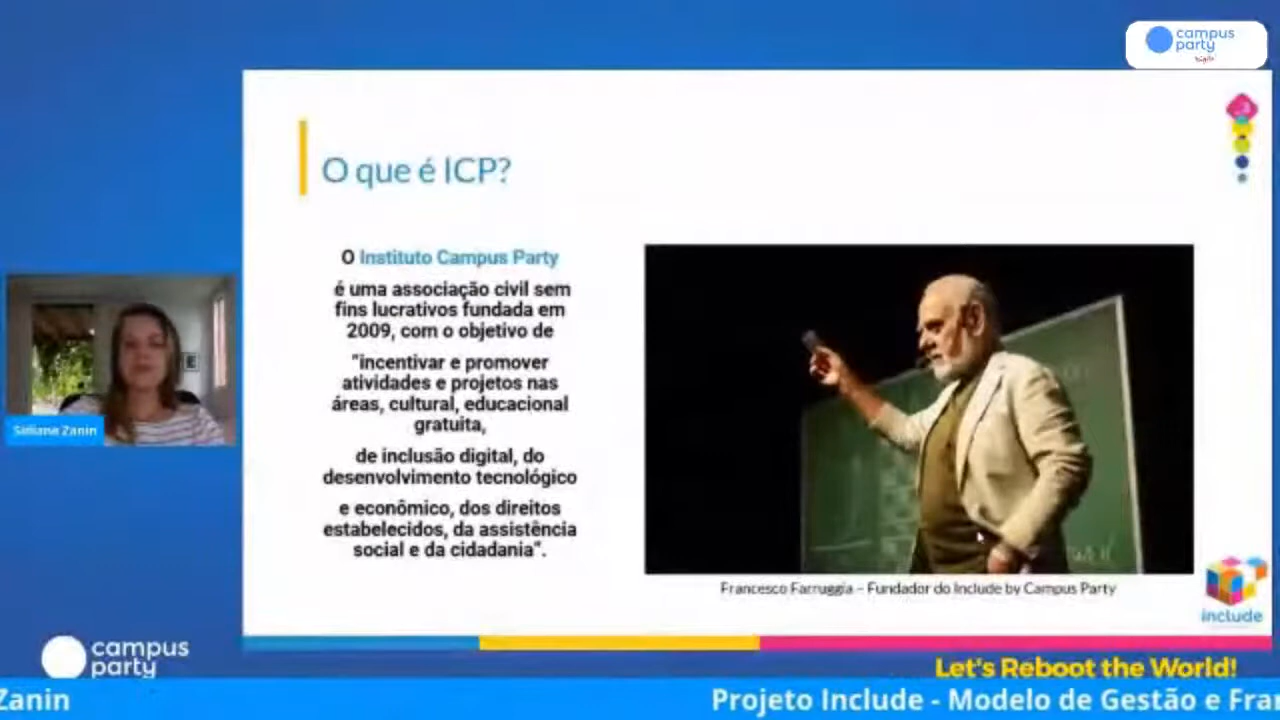 campus
party
O que é ICP?
O Instituto Campus Party
é uma associação civil sem
fins lucrativos fundada em
2009, com o objetivo de
"incentivar e promover
atividades e projetos nas
áreas, cultural, educacional
gratuita,
de inclusão digital, do
desenvolvimento tecnológico
e econômico, dos direitos
estabelecidos, da assistência
social e da cidadania".
Francesco Farruggia – Fundador do Include by Campus Party
include
Zanin
campus
party
Let's Reboot the World!
Zanin
Projeto Include - Modelo de Gestão e Fran